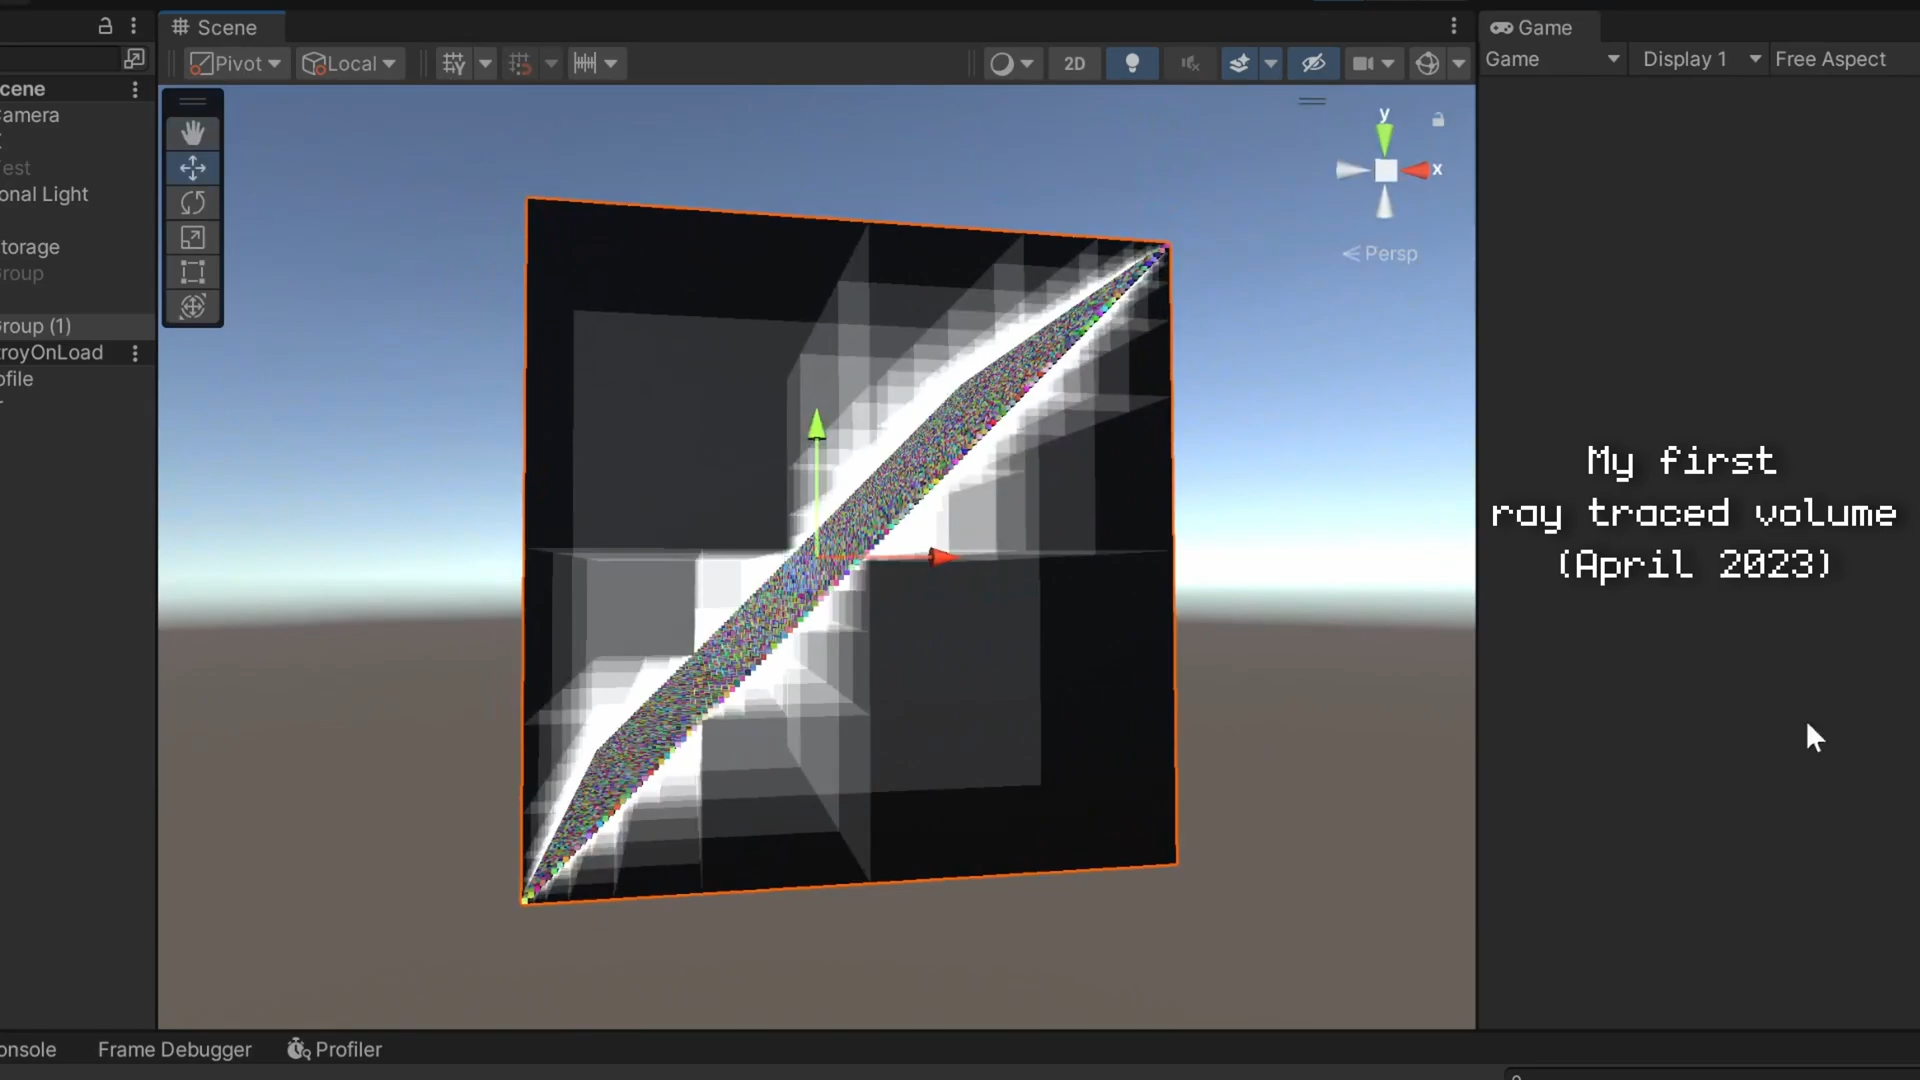 Scene
Game
Pivot
Local
2D
Game
Display 1
Free Aspect
cene
amera
est
onal Light
torage
roup
roup (1)
royOnLoad
ofile
y
x
Persp
My first
ray traced volume
(April 2023)
onsole
Frame Debugger
Profiler